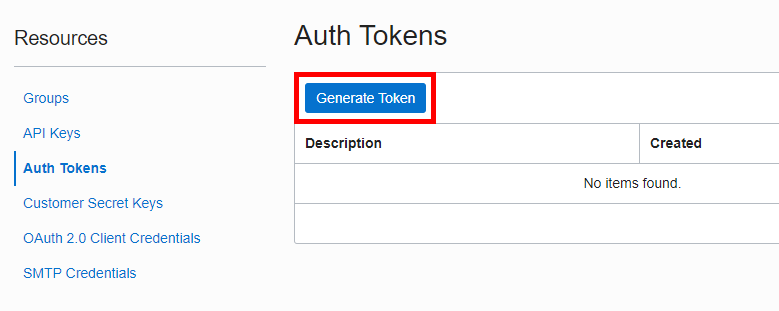 Resources
Groups
API Keys
Auth Tokens
Customer Secret Keys
OAuth 2.0 Client Credentials
SMTP Credentials
Auth Tokens
Generate Token
Description Created
No items found.